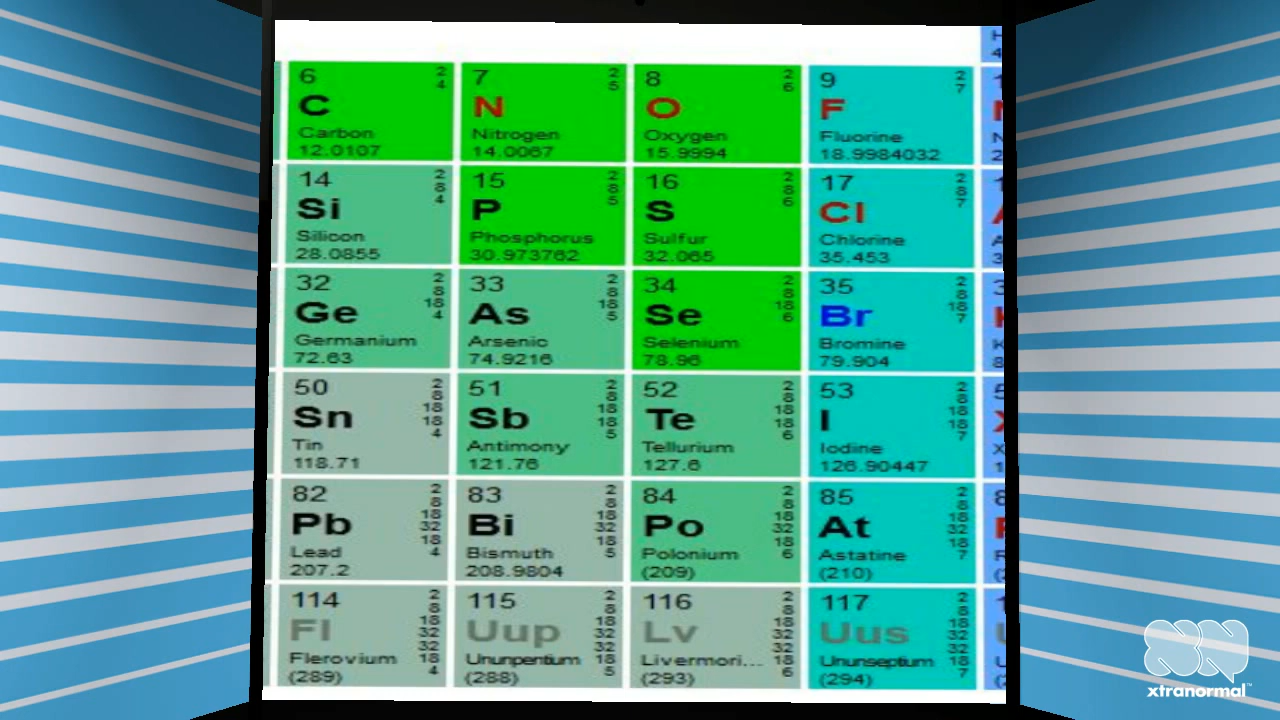 6 2 4 C Carbon 12.0107
7 2 5 N Nitrogen 14.0067
8 2 6 O Oxygen 15.9994
9 2 7 F Fluorine 18.9984032
14 2 8 4 Si Silicon 28.0855
15 2 8 5 P Phosphorus 30.973762
16 2 8 6 S Sulfur 32.065
17 2 8 7 Cl Chlorine 35.453
32 2 8 18 4 Ge Germanium 72.63
33 2 8 18 5 As Arsenic 74.9216
34 2 8 18 6 Se Selenium 78.96
35 2 8 18 7 Br Bromine 79.904
50 2 8 18 18 4 Sn Tin 118.71
51 2 8 18 18 5 Sb Antimony 121.76
52 2 8 18 18 6 Te Tellurium 127.6
53 2 8 18 18 7 I Iodine 126.90447
82 2 8 18 32 18 4 Pb Lead 207.2
83 2 8 18 32 18 5 Bi Bismuth 208.9804
84 2 8 18 32 18 6 Po Polonium (209)
85 2 8 18 32 18 7 At Astatine (210)
114 2 8 18 32 32 18 4 Fl Flerovium (289)
115 2 8 18 32 32 18 5 Uup Ununpentium (288)
116 2 8 18 32 32 18 6 Lv Livermori... (293)
117 2 8 18 32 32 18 7 Uus Ununseptium (294)
xtranormal™